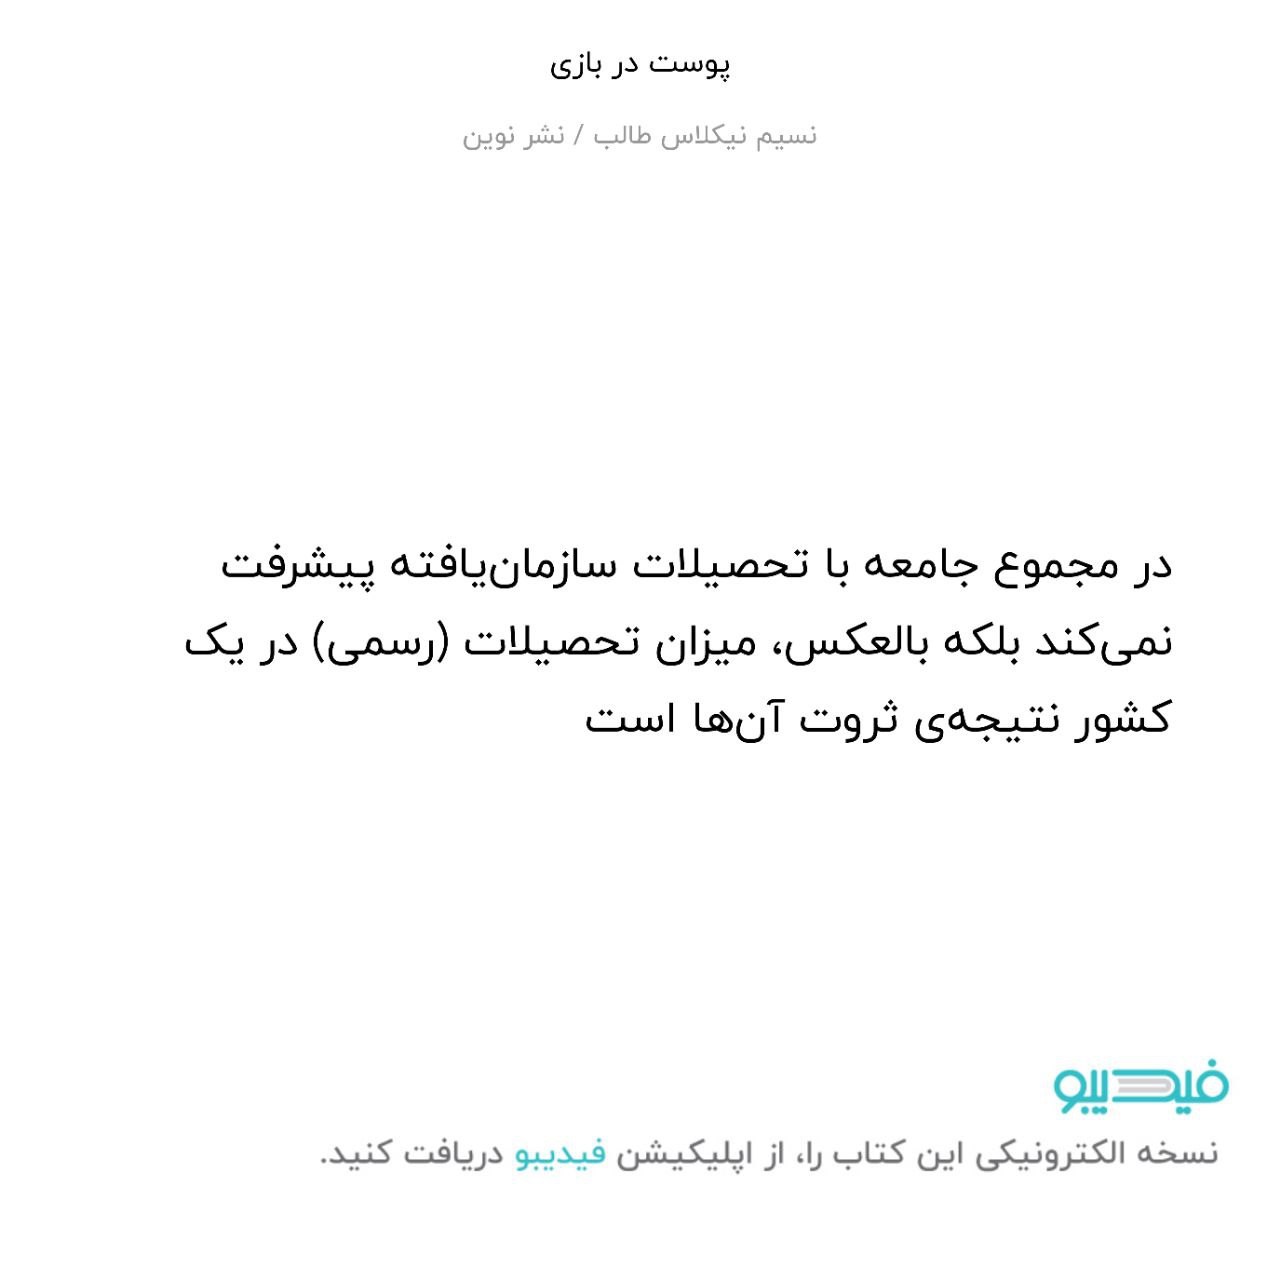 پوست در بازی
نسیم نیکلاس طالب / نشر نوین
در مجموع جامعه با تحصیلات سازمان‌یافته پیشرفت
نمی‌کند بلکه بالعکس، میزان تحصیلات (رسمی) در یک
کشور نتیجه‌ی ثروت آن‌ها است
فیدیبو
نسخه الکترونیکی این کتاب را، از اپلیکیشن فیدیبو دریافت کنید.